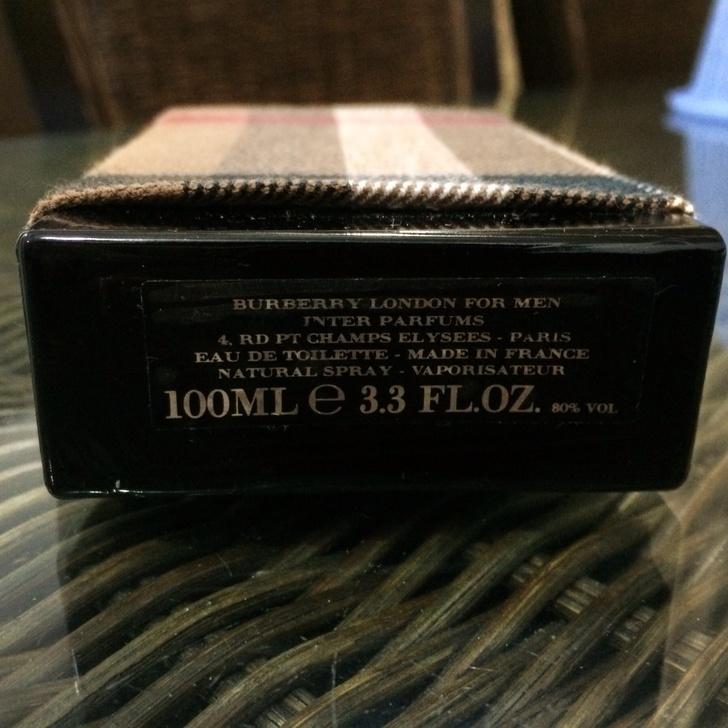 BURBERRY LONDON FOR MEN
INTER PARFUMS
4, RD PT CHAMPS ELYSEES - PARIS
EAU DE TOILETTE - MADE IN FRANCE
NATURAL SPRAY - VAPORISATEUR
100ML ℮ 3.3 FL.OZ. 80% VOL